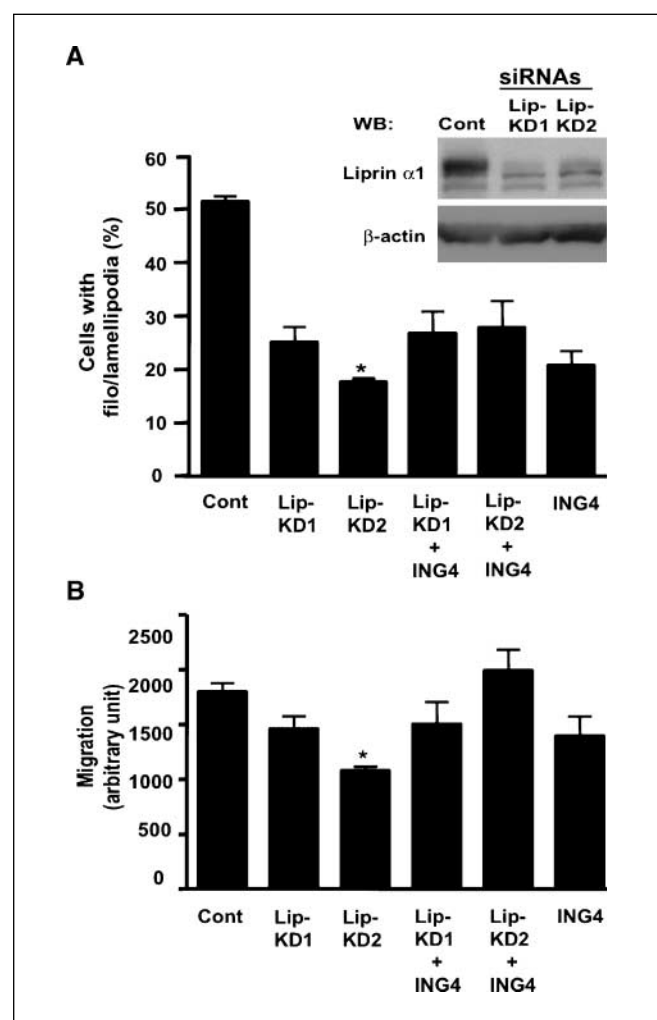 A
siRNAs
WB:
Cont
Lip-
KD1
Lip-
KD2
Liprin α1
β-actin
Cells with
filo/lamellipodia (%)
60
50
40
30
20
10
0
*
Cont
Lip-
KD1
Lip-
KD2
Lip-
KD1
+
ING4
Lip-
KD2
+
ING4
ING4
B
Migration
(arbitrary unit)
2500
2000
1500
1000
500
0
*
Cont
Lip-
KD1
Lip-
KD2
Lip-
KD1
+
ING4
Lip-
KD2
+
ING4
ING4